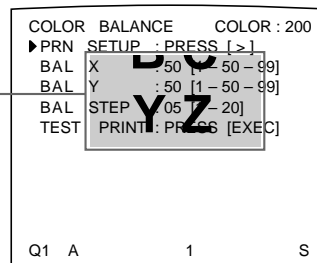 COLOR BALANCE COLOR : 200
PRN SETUP : PRESS [ > ]
BAL X : 50 [1 – 50 – 99]
BAL Y : 50 [1 – 50 – 99]
BAL STEP : 05 [1 – 20]
TEST PRINT : PRESS [EXEC]
B C
Y Z
Q1 A 1 S